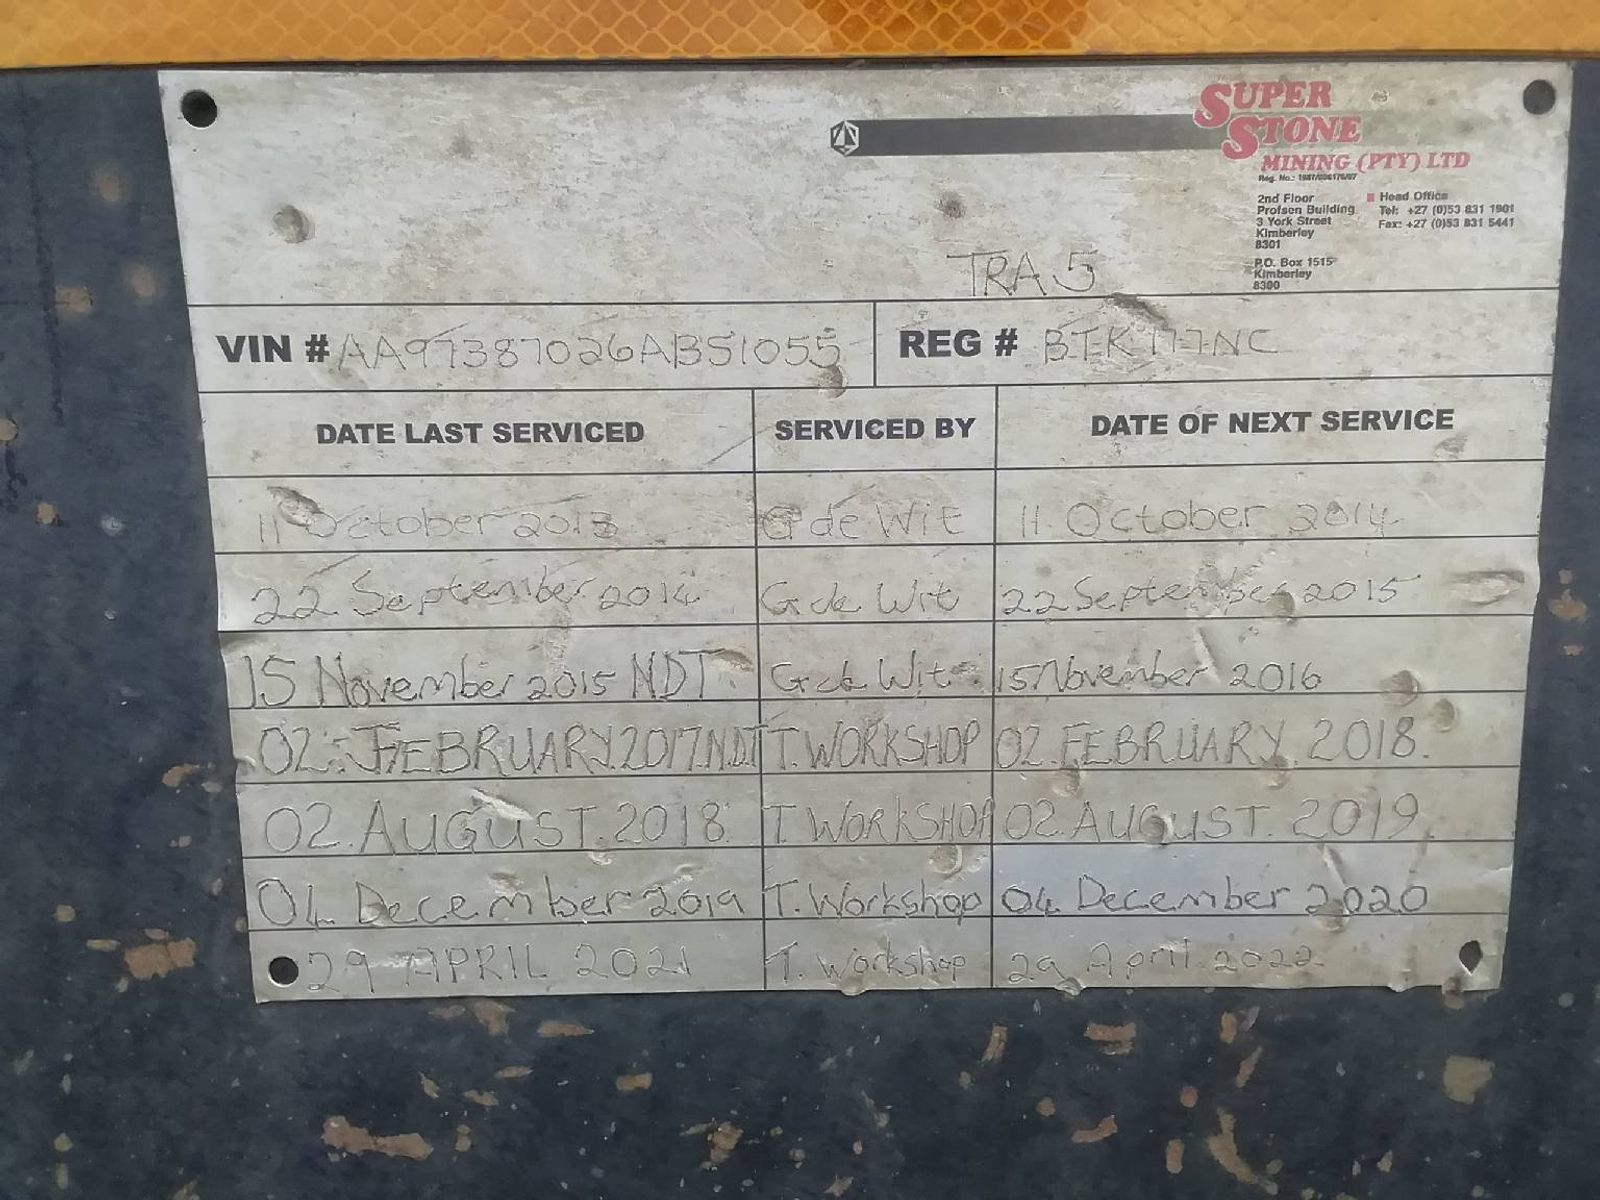 SUPER
STONE
MINING (PTY) LTD
2nd Floor
Profsen Building
3 York Street
Kimberley
8301
P.O. Box 1515
Kimberley
8300
Head Office
Tel: +27 (0)53 831 1901
Fax: +27 (0)53 831 5441
TRA 5
VIN # AA97387026ABS1055 REG # BTK177NC
DATE LAST SERVICED SERVICED BY DATE OF NEXT SERVICE
11 October 2013 G de Wit 11 October 2014
22 September 2014 G de Wit 22 September 2015
15 November 2015 NDT G de Wit 15 November 2016
02. FEBRUARY.2017.NDT T.WORKSHOP 02.FEBRUARY.2018.
02.AUGUST.2018. T WORKSHOP 02.AUGUST.2019.
04 December 2019 T.Workshop 04 December 2020
29 APRIL 2021 T. Workshop 29 April 2022